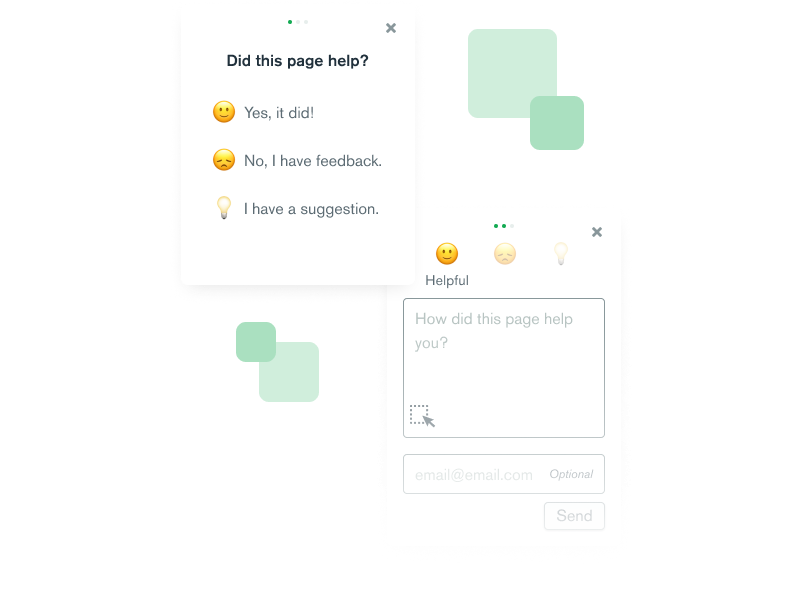 Did this page help?
Yes, it did!
No, I have feedback.
I have a suggestion.
Helpful
How did this page help
you?
email@email.com Optional
Send